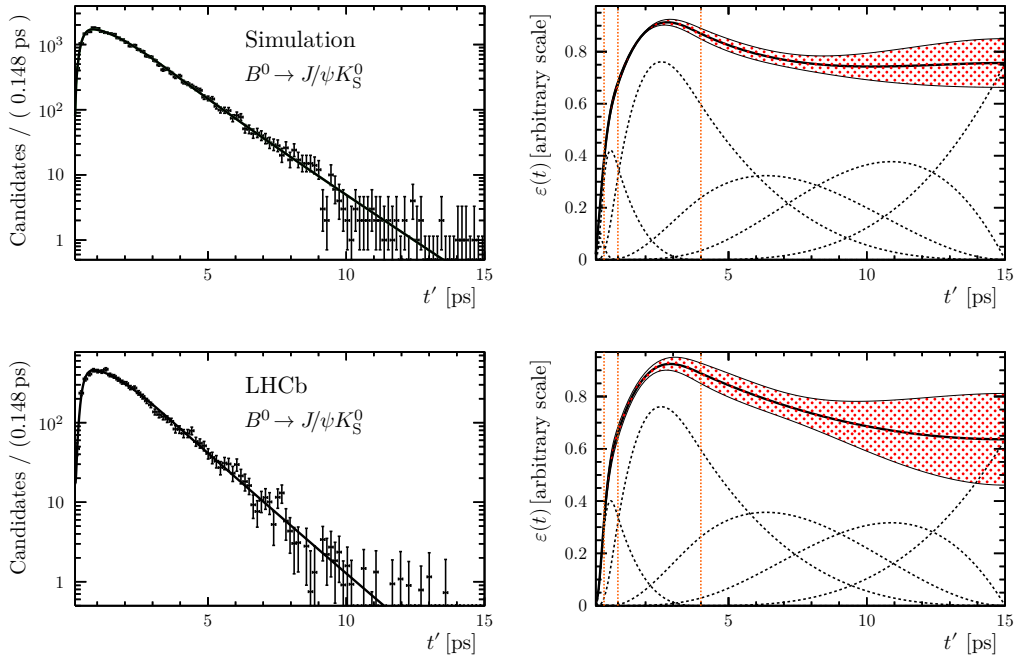 Candidates / ( 0.148 ps )
10³
10²
10
1
Simulation
B⁰ → J/ψ K⁰S
5
10
15
t′ [ps]
ε(t) [arbitrary scale]
0.8
0.6
0.4
0.2
0
5
10
15
t′ [ps]
Candidates / (0.148 ps)
10²
10
1
LHCb
B⁰ → J/ψ K⁰S
5
10
15
t′ [ps]
ε(t) [arbitrary scale]
0.8
0.6
0.4
0.2
0
5
10
15
t′ [ps]